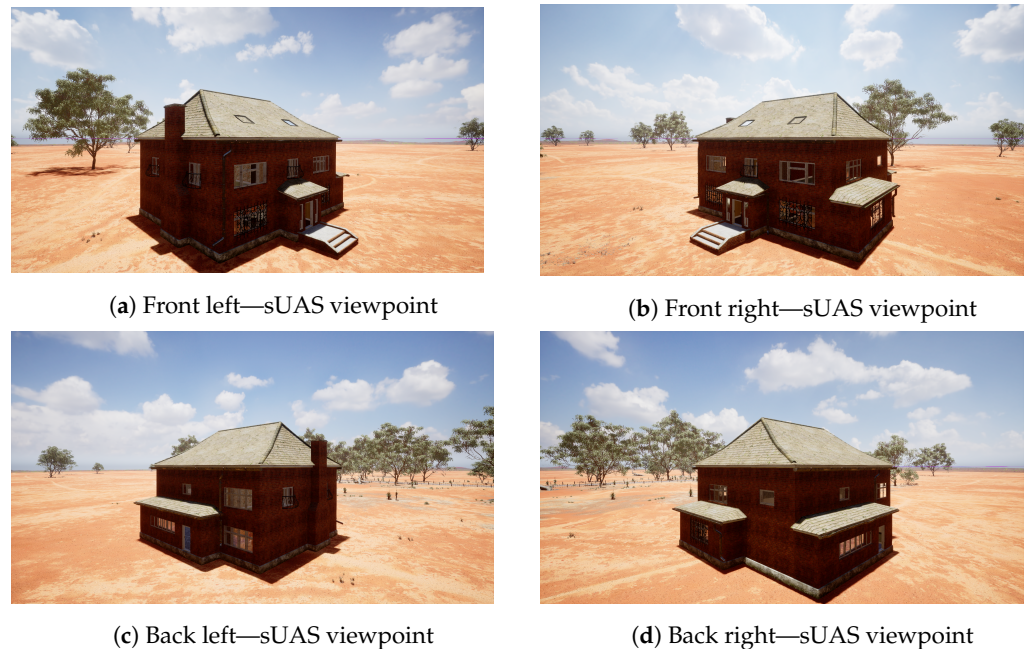 (a) Front left—sUAS viewpoint
(b) Front right—sUAS viewpoint
(c) Back left—sUAS viewpoint
(d) Back right—sUAS viewpoint